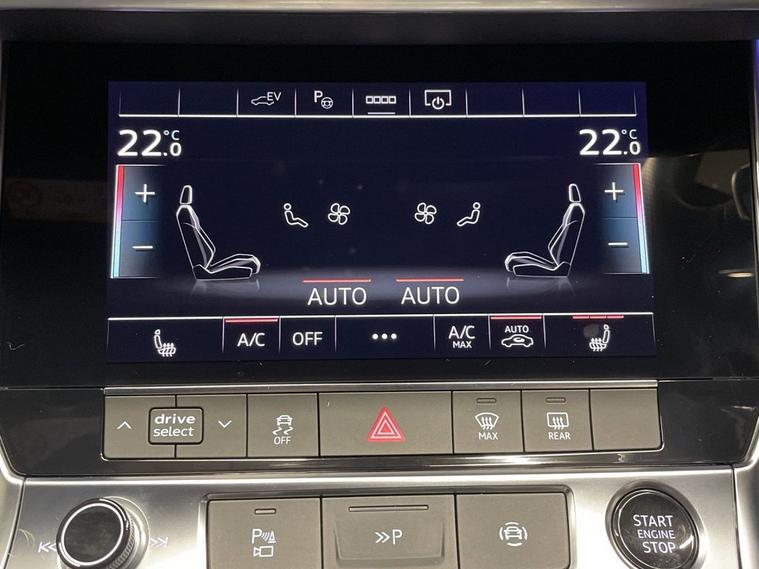 EV
P
22.0 °C
22.0 °C
+
+
−
−
AUTO
AUTO
A/C
OFF
•••
A/C
MAX
AUTO
drive
select
OFF
MAX
REAR
P
>>P
START
ENGINE
STOP